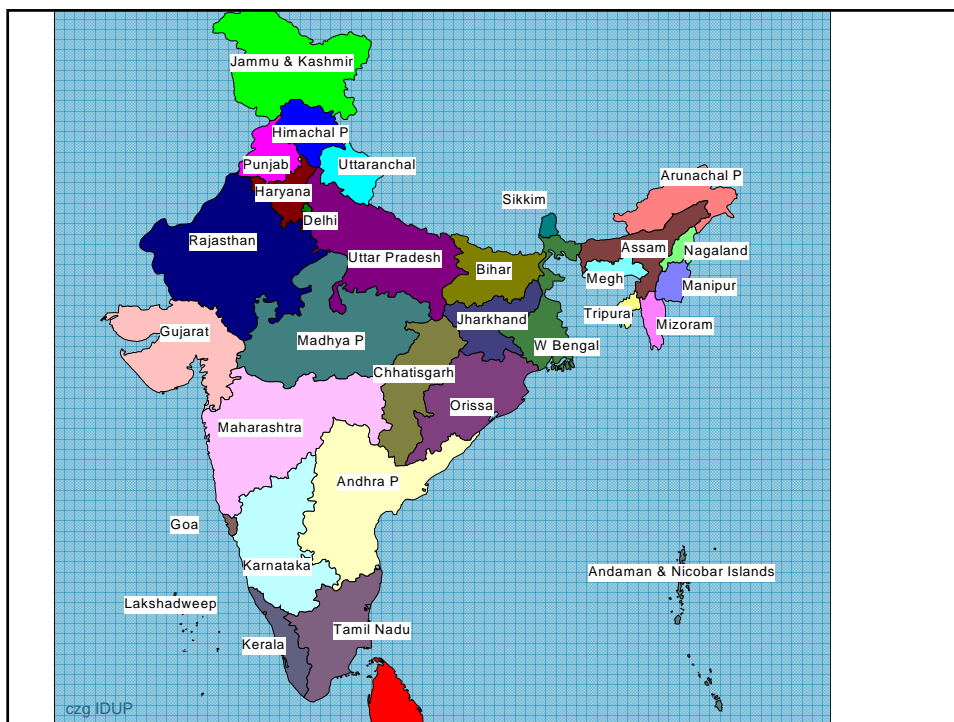 Jammu & Kashmir
Himachal P
Punjab
Uttaranchal
Haryana
Arunachal P
Sikkim
Delhi
Rajasthan
Assam
Nagaland
Uttar Pradesh
Bihar
Megh
Manipur
Tripura
Jharkhand
Mizoram
Gujarat
Madhya P
W Bengal
Chhatisgarh
Orissa
Maharashtra
Andhra P
Goa
Karnataka
Andaman & Nicobar Islands
Lakshadweep
Tamil Nadu
Kerala
czg IDUP